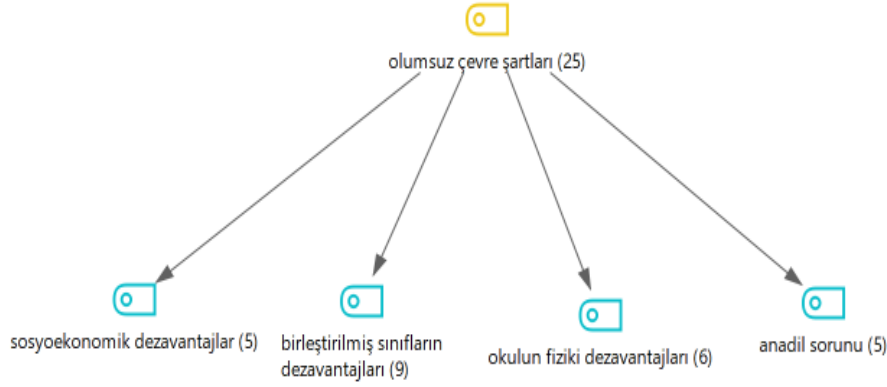 olumsuz çevre şartları (25)
sosyoekonomik dezavantajlar (5)
birleştirilmiş sınıfların
dezavantajları (9)
okulun fiziki dezavantajları (6)
anadil sorunu (5)